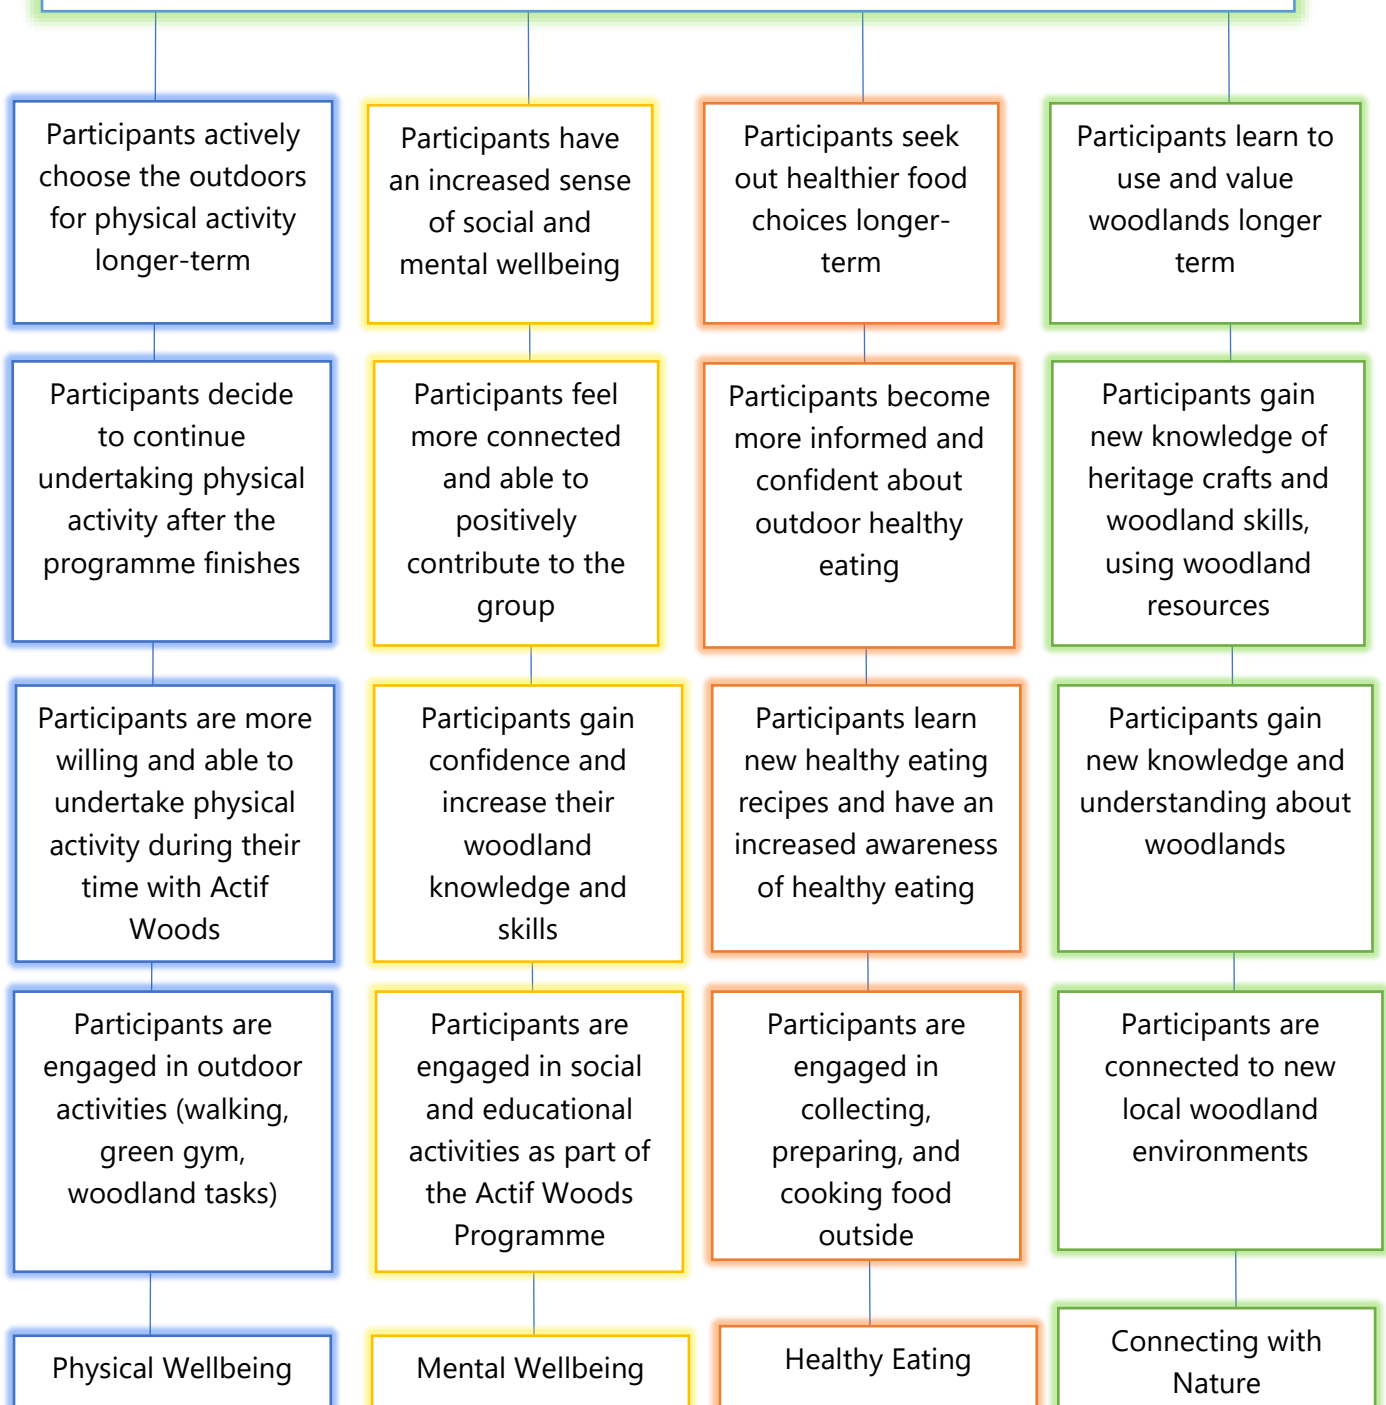 Participants actively
choose the outdoors
for physical activity
longer-term
Participants have
an increased sense
of social and
mental wellbeing
Participants seek
out healthier food
choices longer-
term
Participants learn to
use and value
woodlands longer
term
Participants decide
to continue
undertaking physical
activity after the
programme finishes
Participants feel
more connected
and able to
positively
contribute to the
group
Participants become
more informed and
confident about
outdoor healthy
eating
Participants gain
new knowledge of
heritage crafts and
woodland skills,
using woodland
resources
Participants are more
willing and able to
undertake physical
activity during their
time with Actif
Woods
Participants gain
confidence and
increase their
woodland
knowledge and
skills
Participants learn
new healthy eating
recipes and have an
increased awareness
of healthy eating
Participants gain
new knowledge and
understanding about
woodlands
Participants are
engaged in outdoor
activities (walking,
green gym,
woodland tasks)
Participants are
engaged in social
and educational
activities as part of
the Actif Woods
Programme
Participants are
engaged in
collecting,
preparing, and
cooking food
outside
Participants are
connected to new
local woodland
environments
Physical Wellbeing
Mental Wellbeing
Healthy Eating
Connecting with
Nature